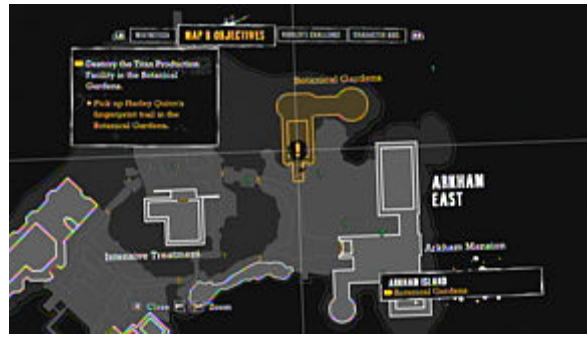 MAP & OBJECTIVES
RIDDLER'S CHALLENGE
CHARACTER BIOS
Destroy the Titan Production
Facility in the Botanical
Gardens.
Pick up Harley Quinn's
fingerprint trail in the
Botanical Gardens.
Botanical Gardens
ARKHAM
EAST
Arkham Mansion
Intensive Treatment
ARKHAM ISLAND
Botanical Gardens
Close
Zoom